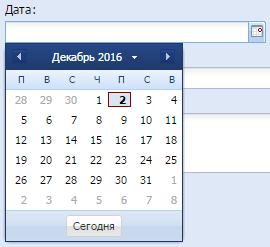 Дата:
Декабрь 2016
П В С Ч П С В
28 29 30 1 2 3 4
5 6 7 8 9 10 11
12 13 14 15 16 17 18
19 20 21 22 23 24 25
26 27 28 29 30 31 1
2 3 4 5 6 7 8
Сегодня